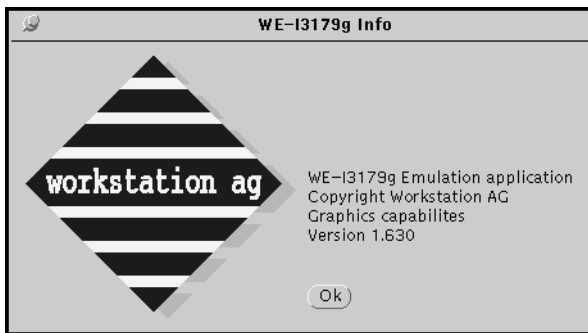 WE-I3179g Info
workstation ag
WE-I3179g Emulation application
Copyright Workstation AG
Graphics capabilites
Version 1.630
Ok